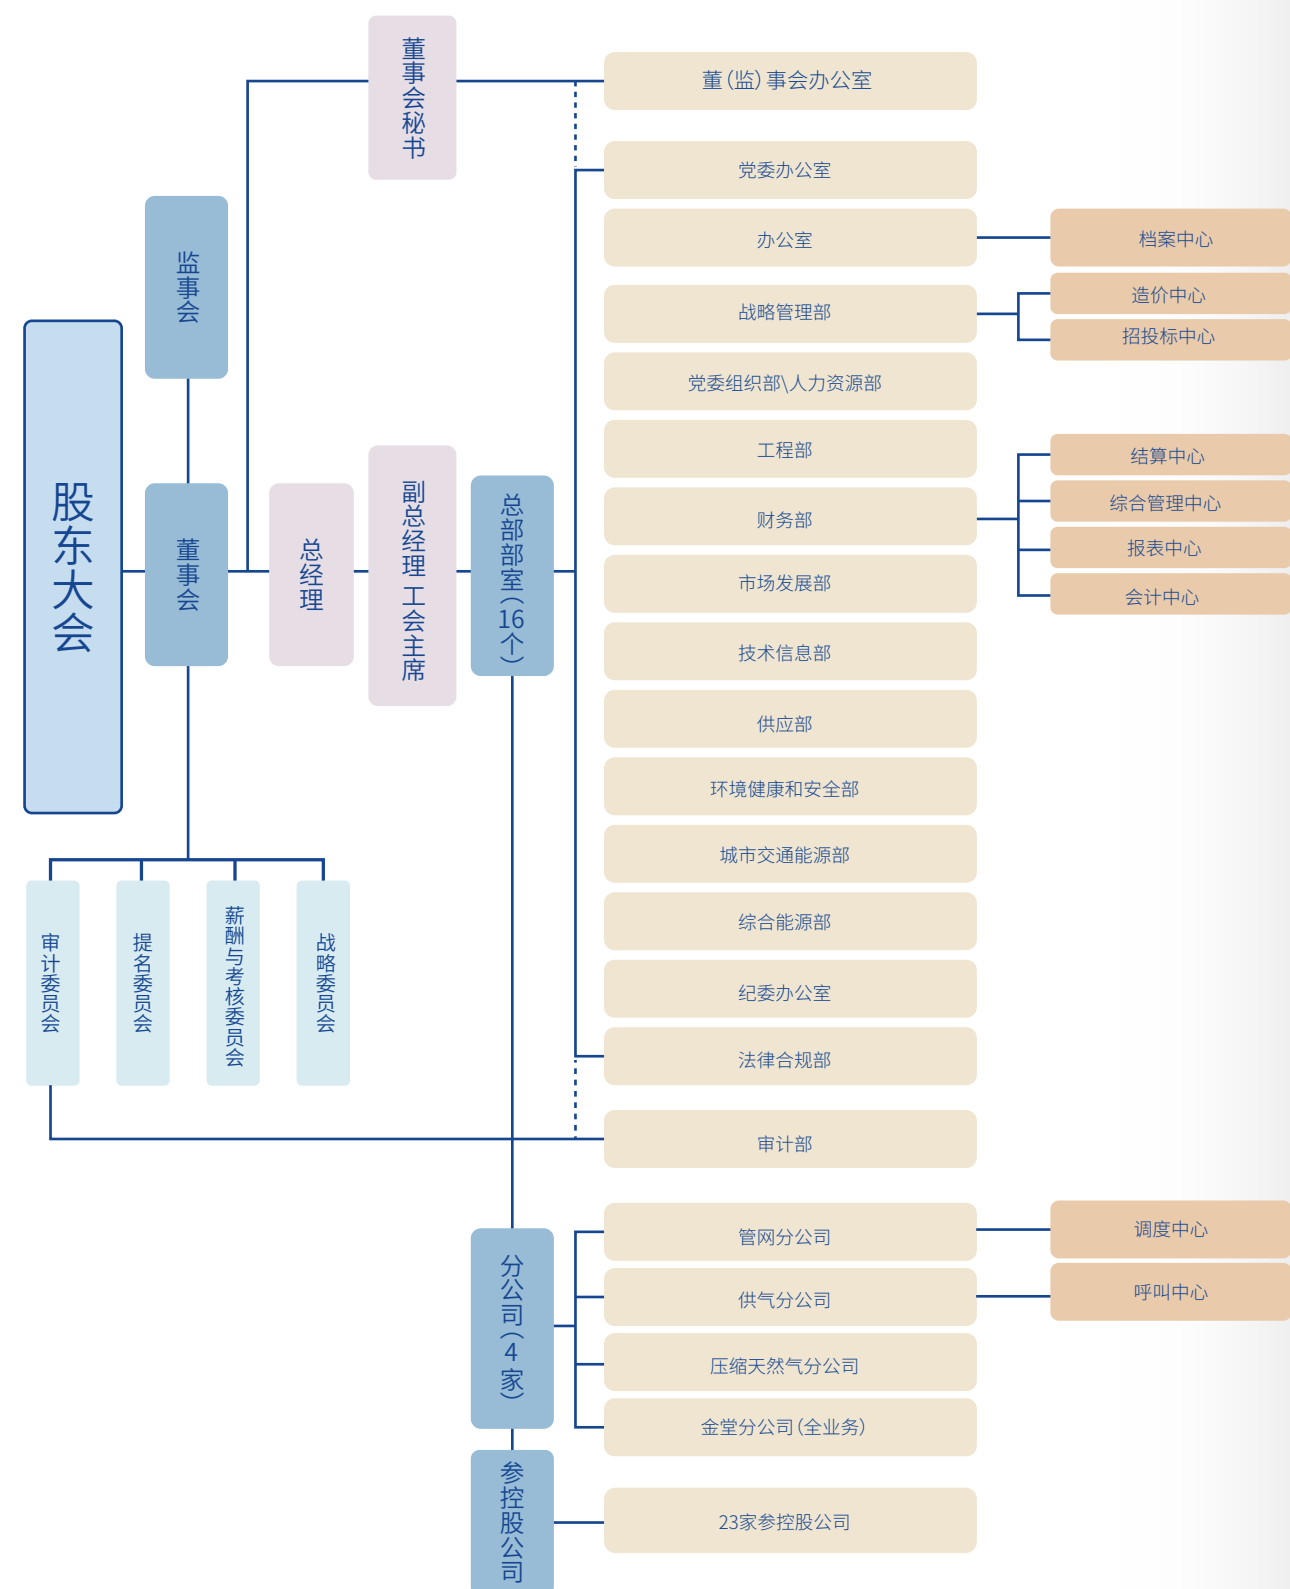 股东大会
监事会
董事会
审计委员会
提名委员会
薪酬与考核委员会
战略委员会
董事会秘书
总经理
副总经理 工会主席
总部部室(16个)
董(监)事会办公室
党委办公室
办公室
档案中心
战略管理部
造价中心
招投标中心
党委组织部\人力资源部
工程部
财务部
结算中心
综合管理中心
报表中心
会计中心
市场发展部
技术信息部
供应部
环境健康和安全部
城市交通能源部
综合能源部
纪委办公室
法律合规部
审计部
分公司(4家)
管网分公司
调度中心
供气分公司
呼叫中心
压缩天然气分公司
金堂分公司(全业务)
参控股公司
23家参控股公司